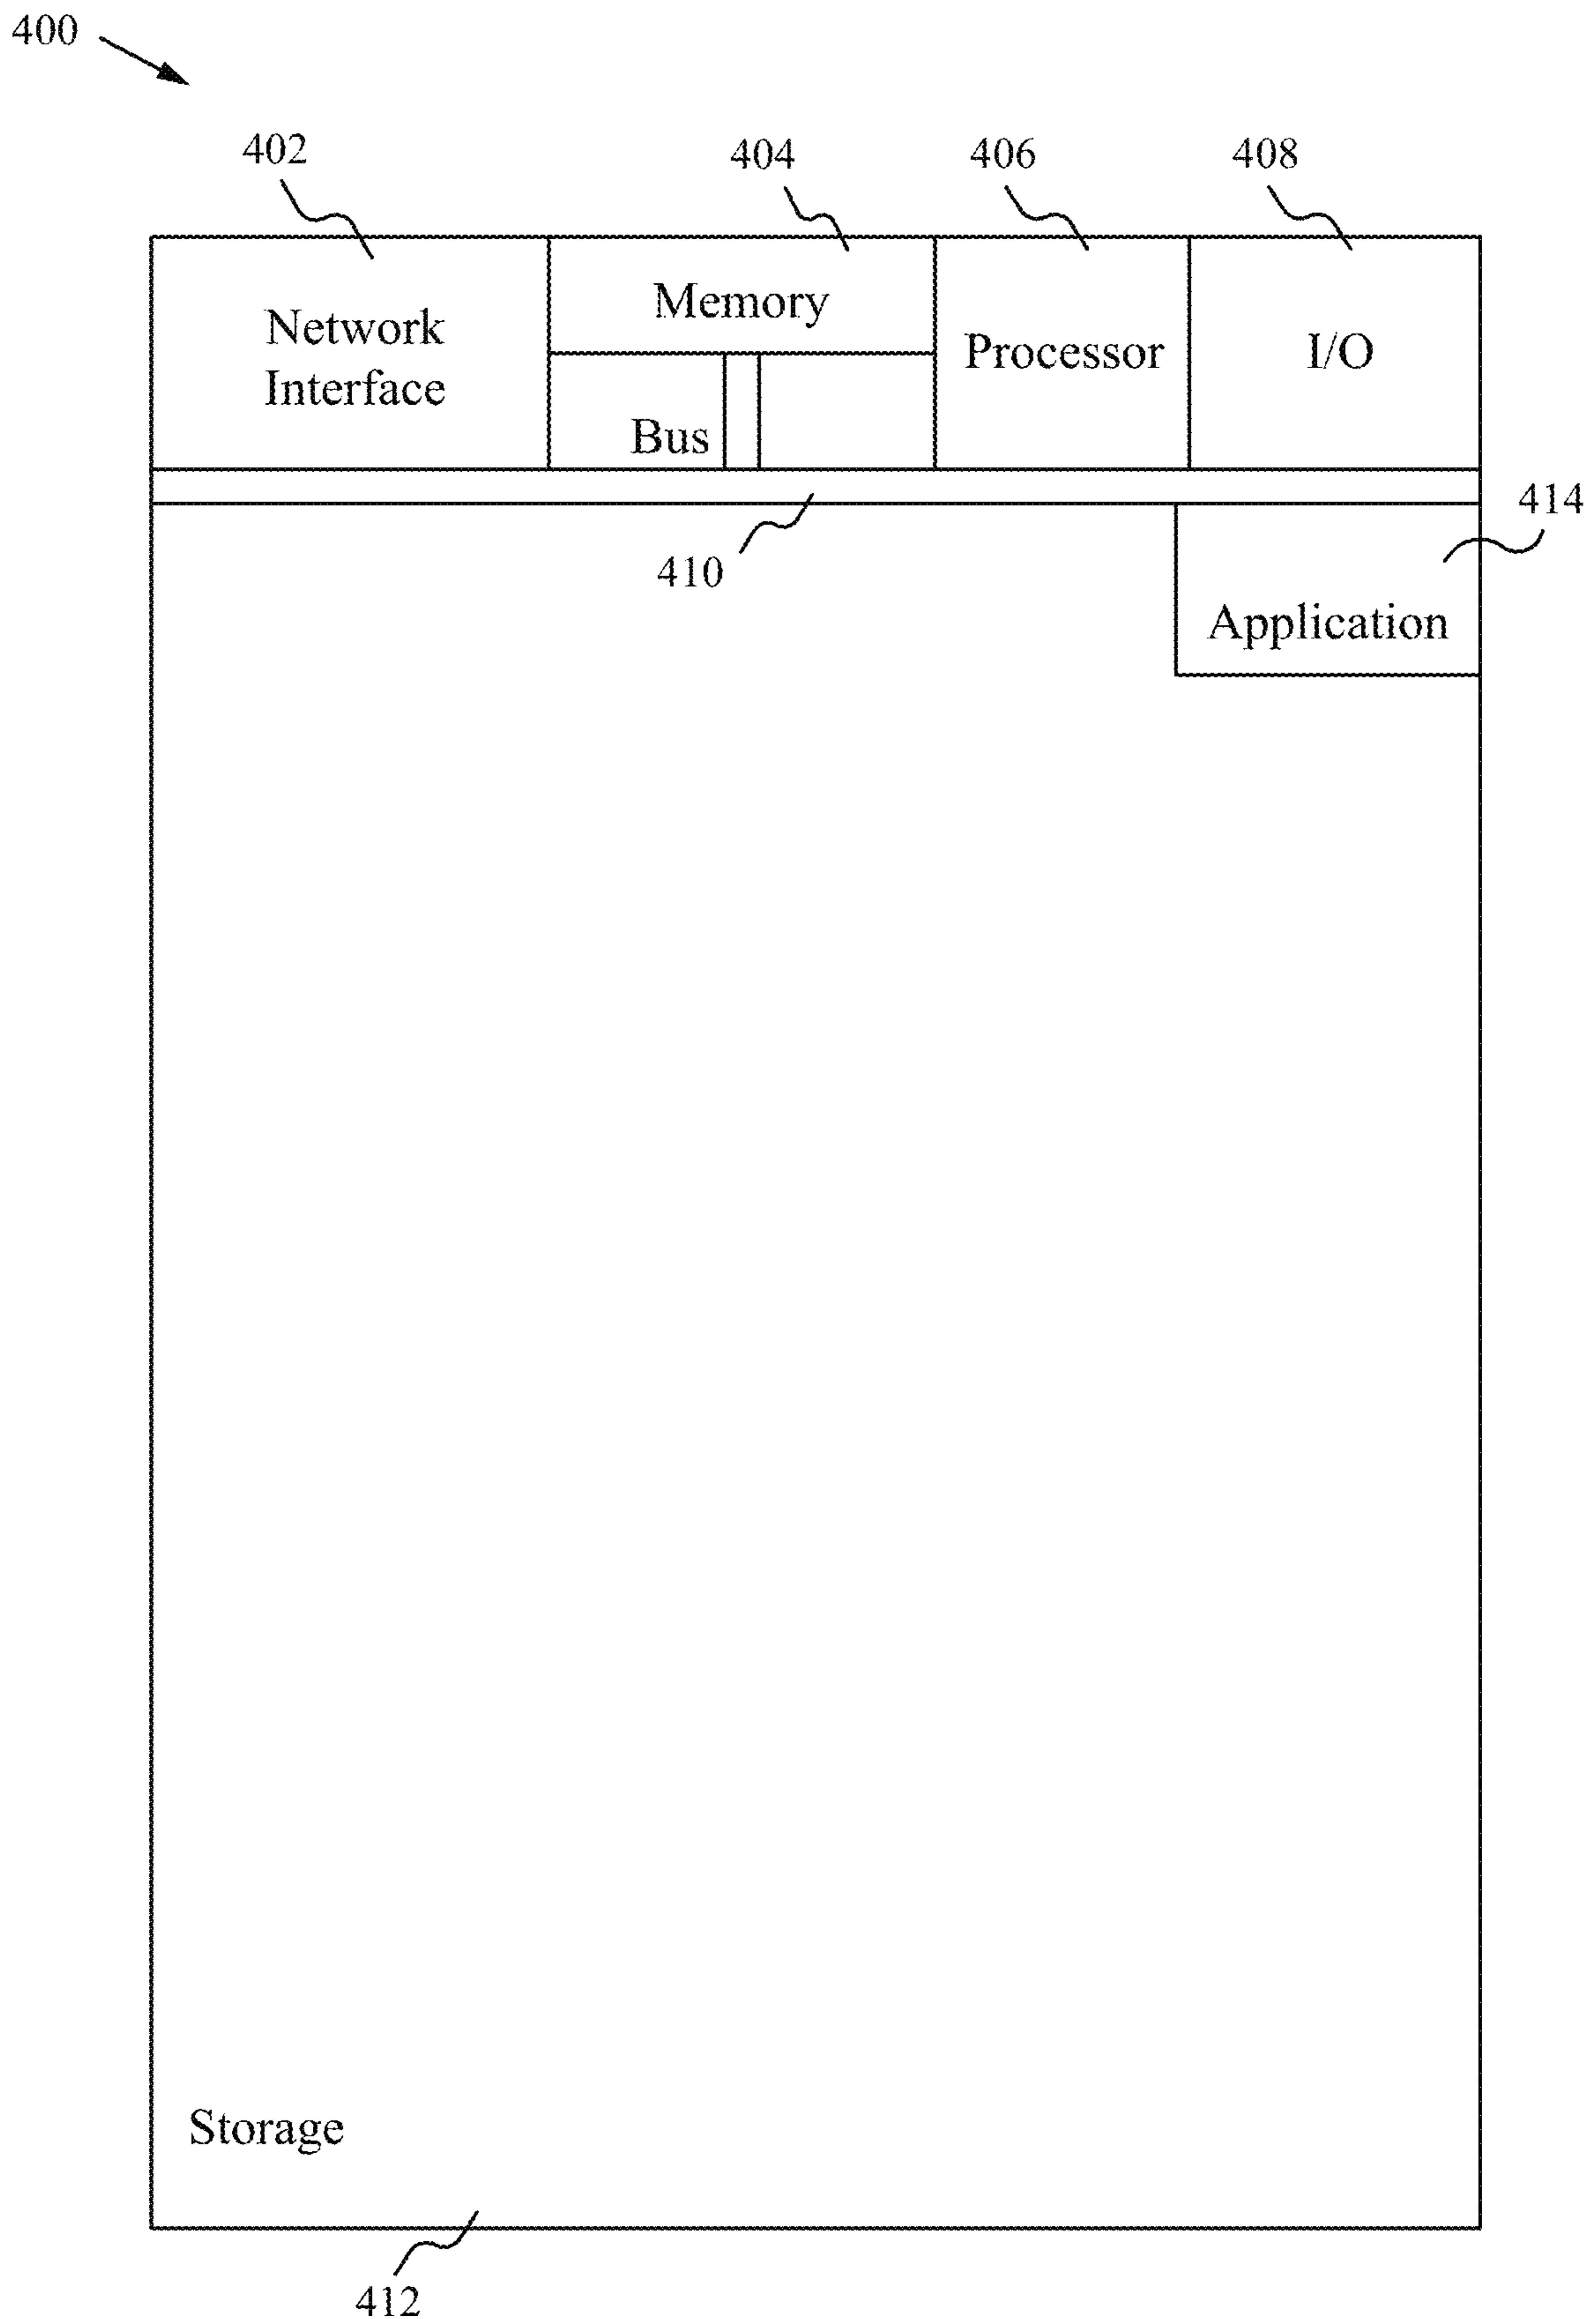 400
402
404
406
408
Network
Interface
Memory
Processor
I/O
Bus
410
414
Application
Storage
412